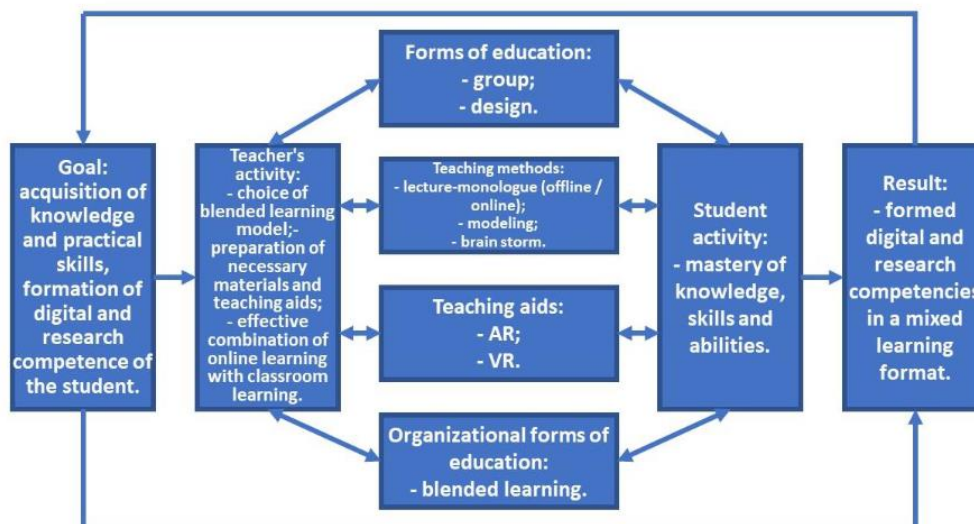 Forms of education:
- group;
- design.
Goal:
acquisition of
knowledge
and practical
skills,
formation of
digital and
research
competence of
the student.
Teacher's
activity:
- choice of
blended learning
model;-
preparation of
necessary
materials and
teaching aids;
- effective
combination of
online learning
with classroom
learning.
Teaching methods:
- lecture-monologue (offline /
online);
- modeling;
- brain storm.
Teaching aids:
- AR;
- VR.
Organizational forms of
education:
- blended learning.
Student
activity:
- mastery of
knowledge,
skills and
abilities.
Result:
- formed
digital and
research
competencies
in a mixed
learning
format.